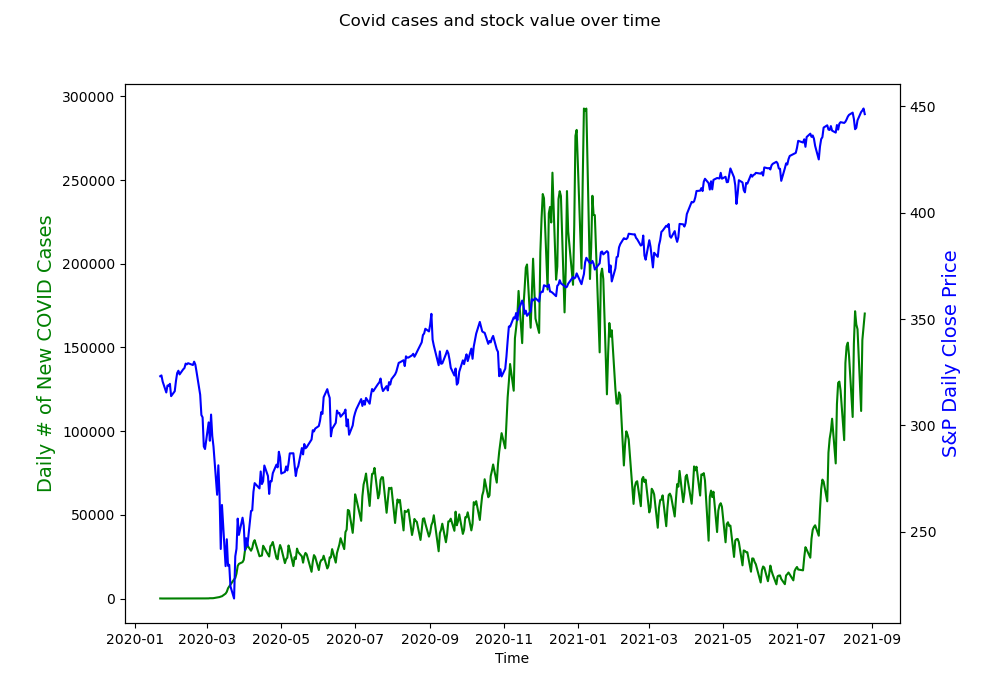 Covid cases and stock value over time
Daily # of New COVID Cases
300000
250000
200000
150000
100000
50000
0
450
400
350
300
250
S&P Daily Close Price
2020-01 2020-03 2020-05 2020-07 2020-09 2020-11 2021-01 2021-03 2021-05 2021-07 2021-09
Time